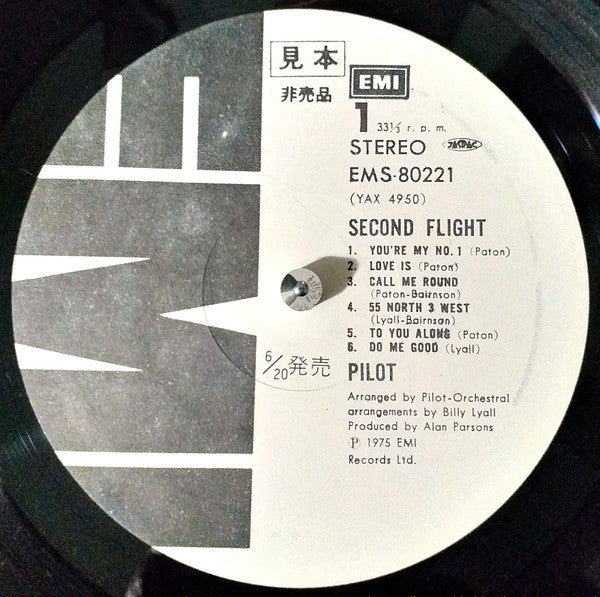 見本
非売品
EMI
1 33⅓ r. p. m.
STEREO JASRAC
EMS-80221
(YAX 4950)
SECOND FLIGHT
1. YOU'RE MY NO. 1 (Paton)
2. LOVE IS (Paton)
3. CALL ME ROUND
(Paton-Bairnson)
4. 55 NORTH 3 WEST
(Lyall-Bairnson)
5. TO YOU ALONE (Paton)
6. DO ME GOOD (Lyall)
6/20発売
PILOT
Arranged by Pilot-Orchestral
arrangements by Billy Lyall
Produced by Alan Parsons
℗ 1975 EMI
Records Ltd.